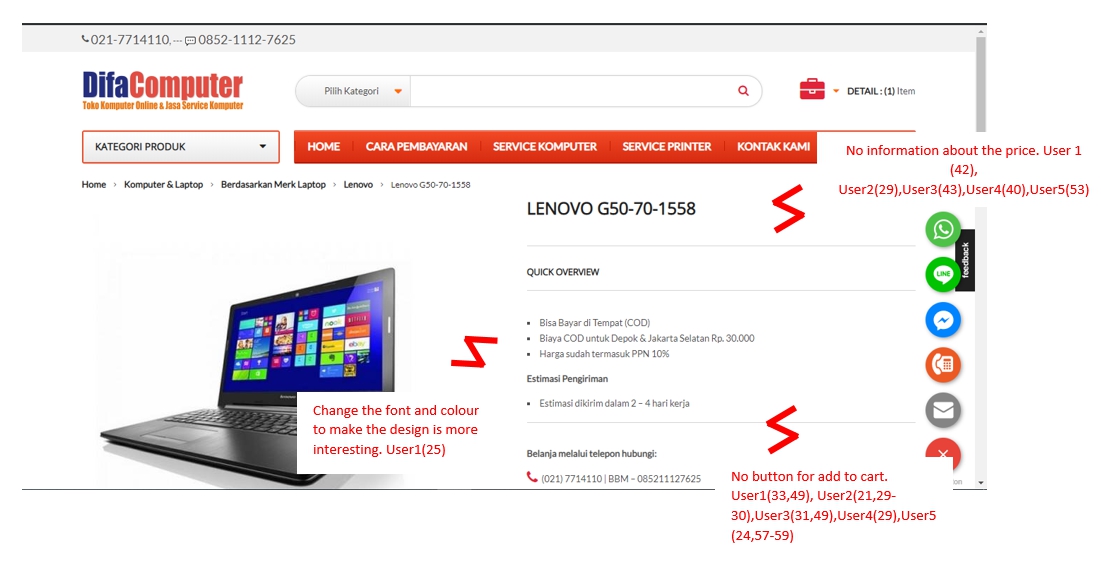 021-7714110, --- 0852-1112-7625
DifaComputer
Toko Komputer Online & Jasa Service Komputer
Pilih Kategori
DETAIL : (1) Item
KATEGORI PRODUK
HOME CARA PEMBAYARAN SERVICE KOMPUTER SERVICE PRINTER KONTAK KAMI
No information about the price. User 1
(42),
User2(29),User3(43),User4(40),User5(53)
Home > Komputer & Laptop > Berdasarkan Merk Laptop > Lenovo > Lenovo G50-70-1558
LENOVO G50-70-1558
feedback
QUICK OVERVIEW
LINE
Bisa Bayar di Tempat (COD)
Biaya COD untuk Depok & Jakarta Selatan Rp, 30.000
Harga sudah termasuk PPN 10%
Estimasi Pengiriman
Estimasi dikirim dalam 2 – 4 hari kerja
Change the font and colour
to make the design is more
interesting. User1(25)
Belanja melalui telepon hubungi:
(021) 7714110 | BBM – 085211127625
No button for add to cart.
User1(33,49), User2(21,29-
30),User3(31,49),User4(29),User5
(24,57-59)